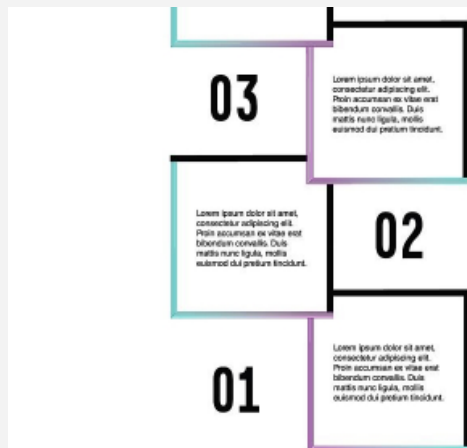 03
Lorem ipsum dolor sit amet,
consectetur adipiscing elit.
Proin accumsan ex vitae erat
bibendum convallis. Duis
mattis nunc ligula, mollis
euismod dui pretium tincidunt.
Lorem ipsum dolor sit amet,
consectetur adipiscing elit.
Proin accumsan ex vitae erat
bibendum convallis. Duis
mattis nunc ligula, mollis
euismod dui pretium tincidunt.
02
01
Lorem ipsum dolor sit amet,
consectetur adipiscing elit.
Proin accumsan ex vitae erat
bibendum convallis. Duis
mattis nunc ligula, mollis
euismod dui pretium tincidunt.